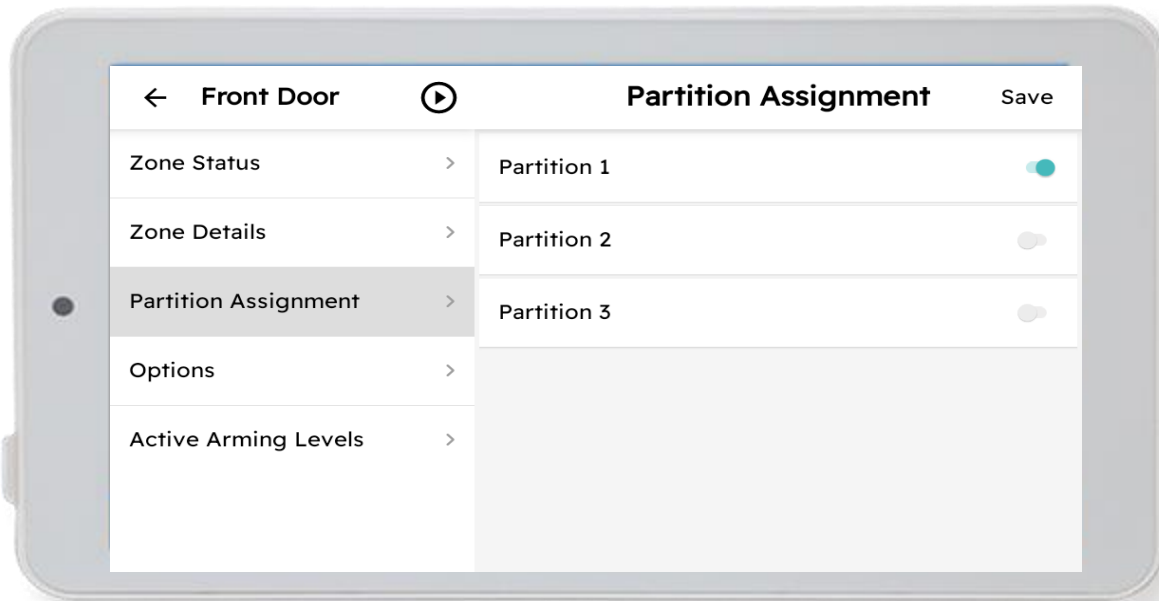 Front Door
Partition Assignment
Save
Zone Status
Zone Details
Partition Assignment
Options
Active Arming Levels
Partition 1
Partition 2
Partition 3